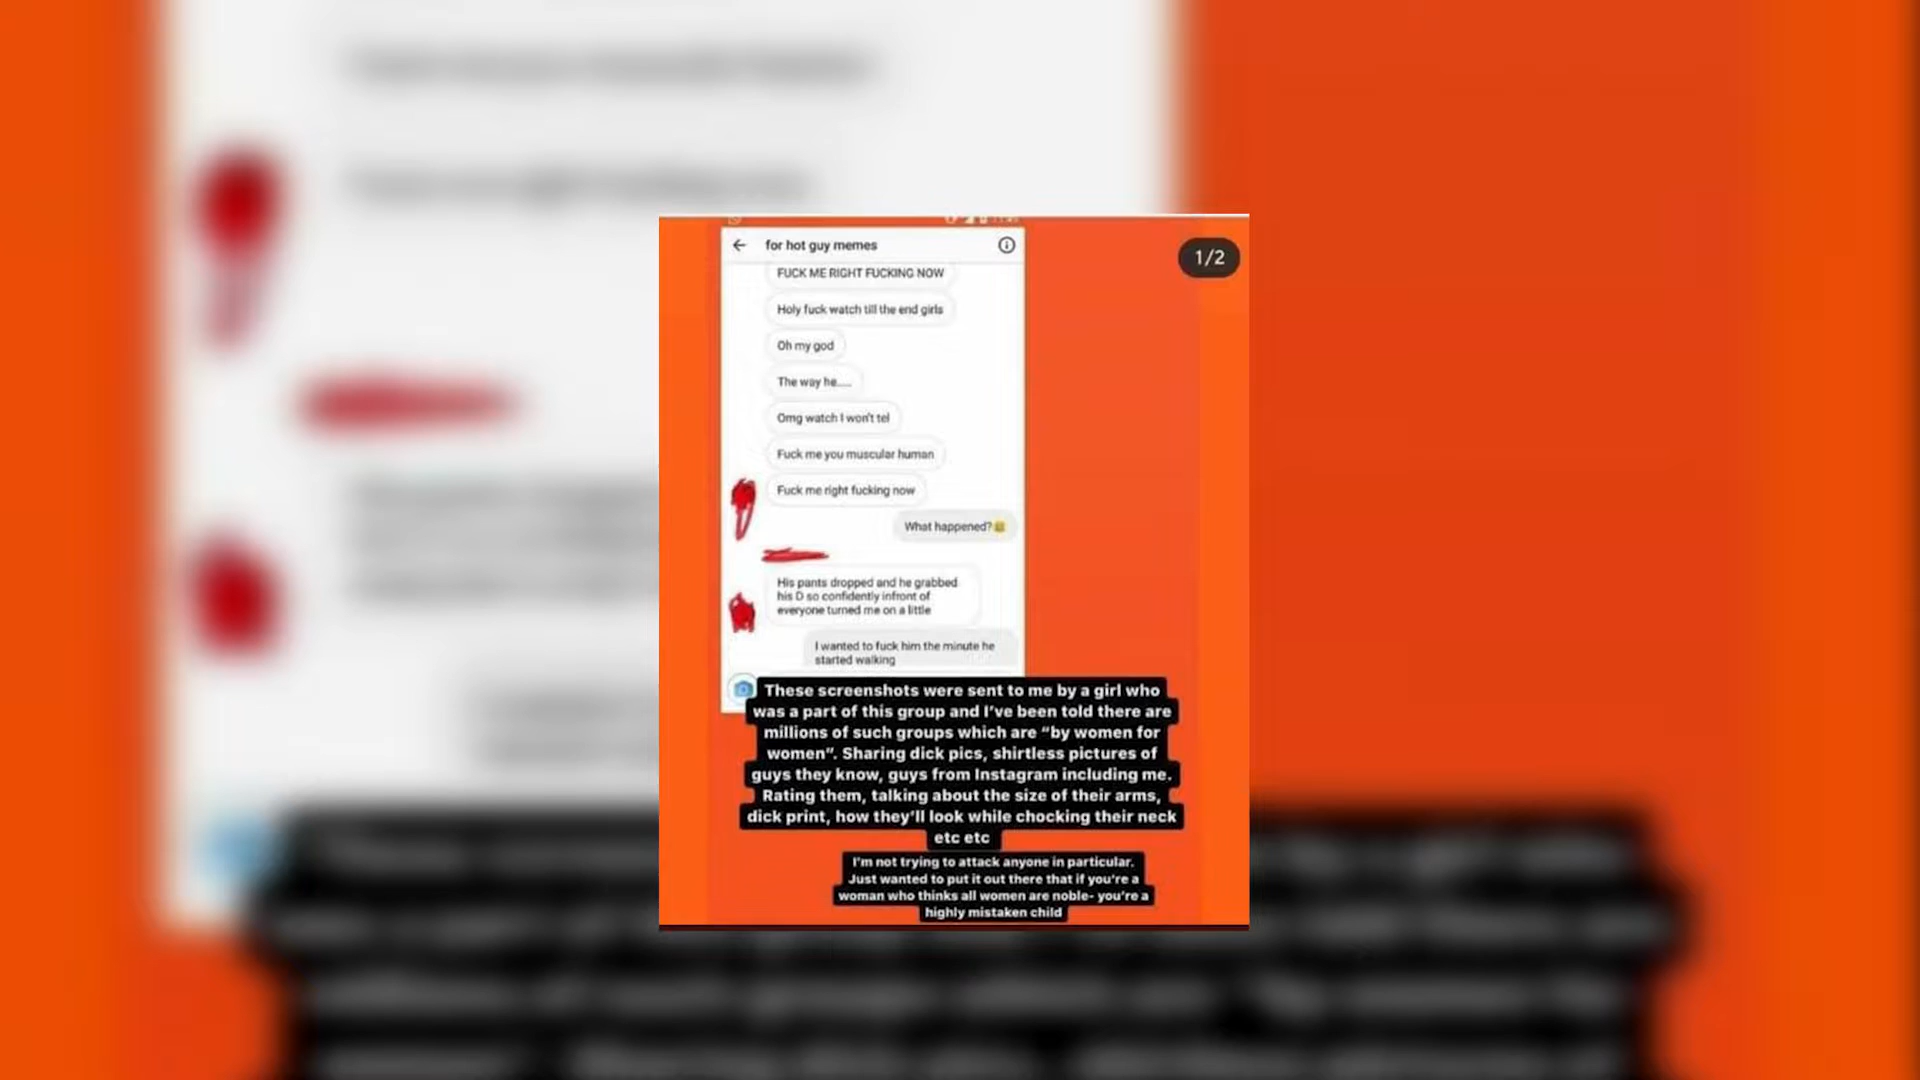 for hot guy memes
1/2
FUCK ME RIGHT FUCKING NOW
Holy fuck watch till the end girls
Oh my god
The way he.....
Omg watch I won't tel
Fuck me you muscular human
Fuck me right fucking now
What happened?😂
His pants dropped and he grabbed
his D so confidently infront of
everyone turned me on a little
I wanted to fuck him the minute he
started walking
These screenshots were sent to me by a girl who
was a part of this group and I've been told there are
millions of such groups which are “by women for
women”. Sharing dick pics, shirtless pictures of
guys they know, guys from Instagram including me.
Rating them, talking about the size of their arms,
dick print, how they'll look while chocking their neck
etc etc
I'm not trying to attack anyone in particular.
Just wanted to put it out there that if you're a
woman who thinks all women are noble- you're a
highly mistaken child